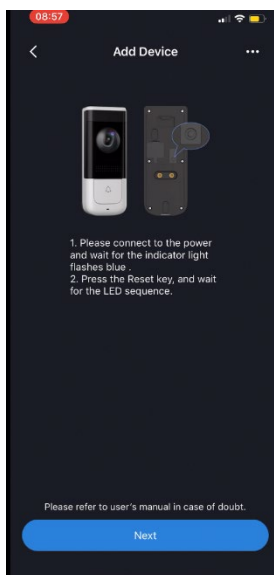 08:57
Add Device
1. Please connect to the power
and wait for the indicator light
flashes blue .
2. Press the Reset key, and wait
for the LED sequence.
Please refer to user's manual in case of doubt.
Next